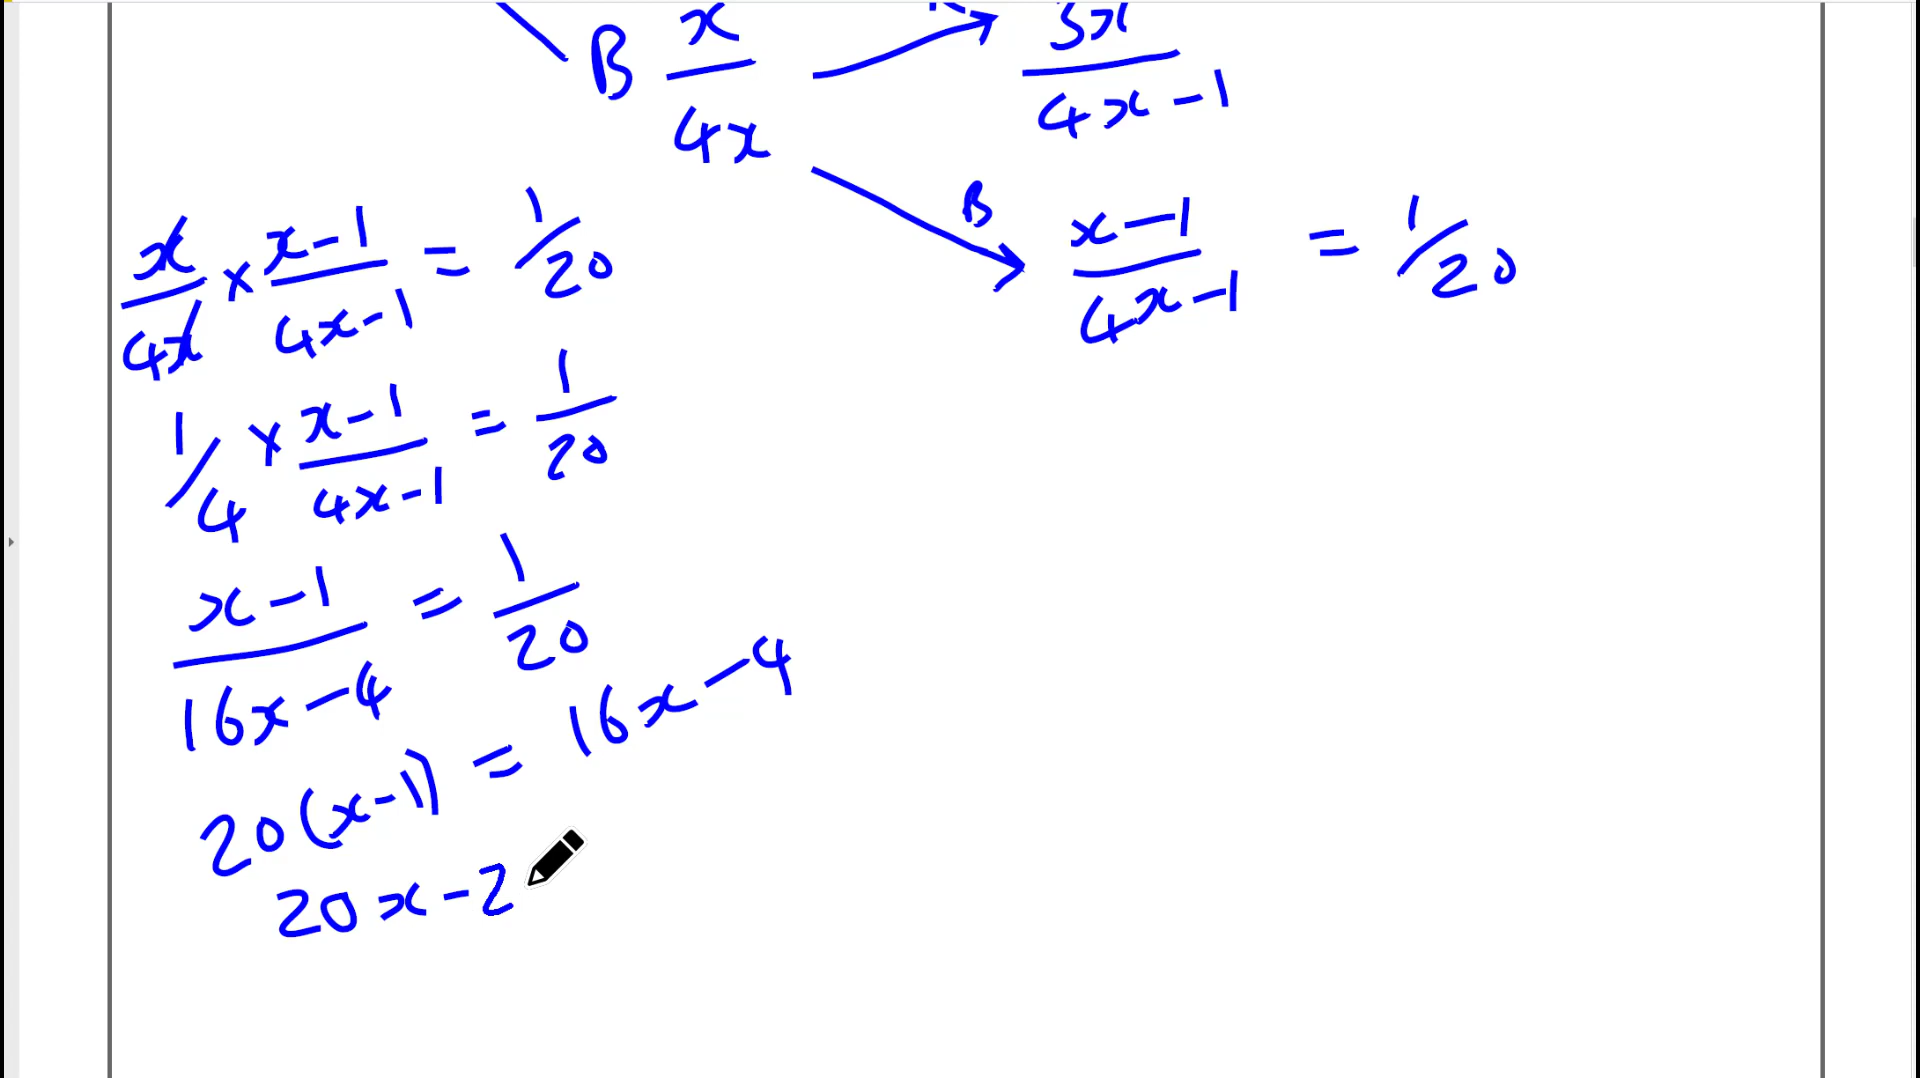 B x/4x 3x/4x-1
B x-1/4x-1 = 1/20
x/4x × x-1/4x-1 = 1/20
1/4 × x-1/4x-1 = 1/20
x-1/16x-4 = 1/20
20(x-1) = 16x-4
20x-2